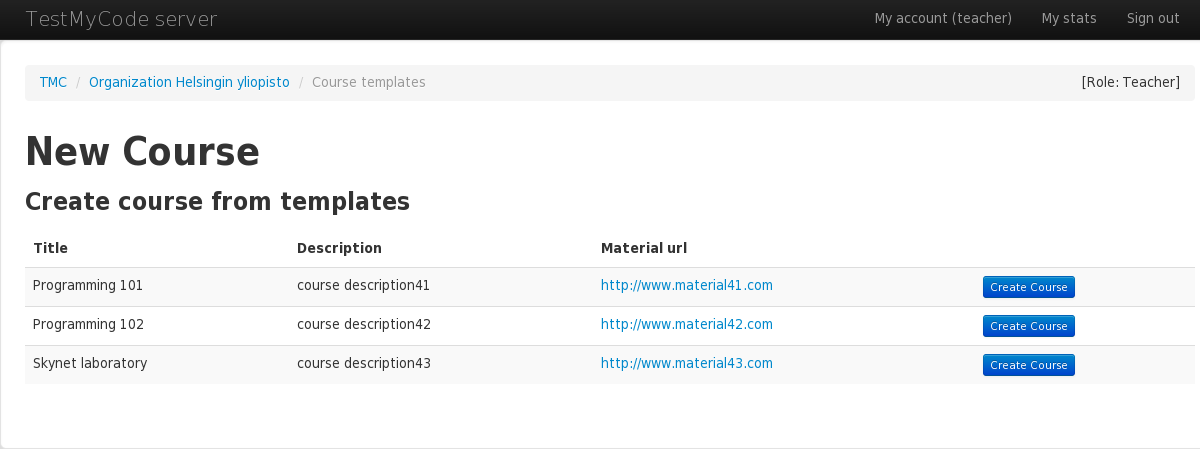 TestMyCode server My account (teacher) My stats Sign out
TMC / Organization Helsingin yliopisto / Course templates [Role: Teacher]
New Course
Create course from templates
Title Description Material url
Programming 101 course description41 http://www.material41.com Create Course
Programming 102 course description42 http://www.material42.com Create Course
Skynet laboratory course description43 http://www.material43.com Create Course